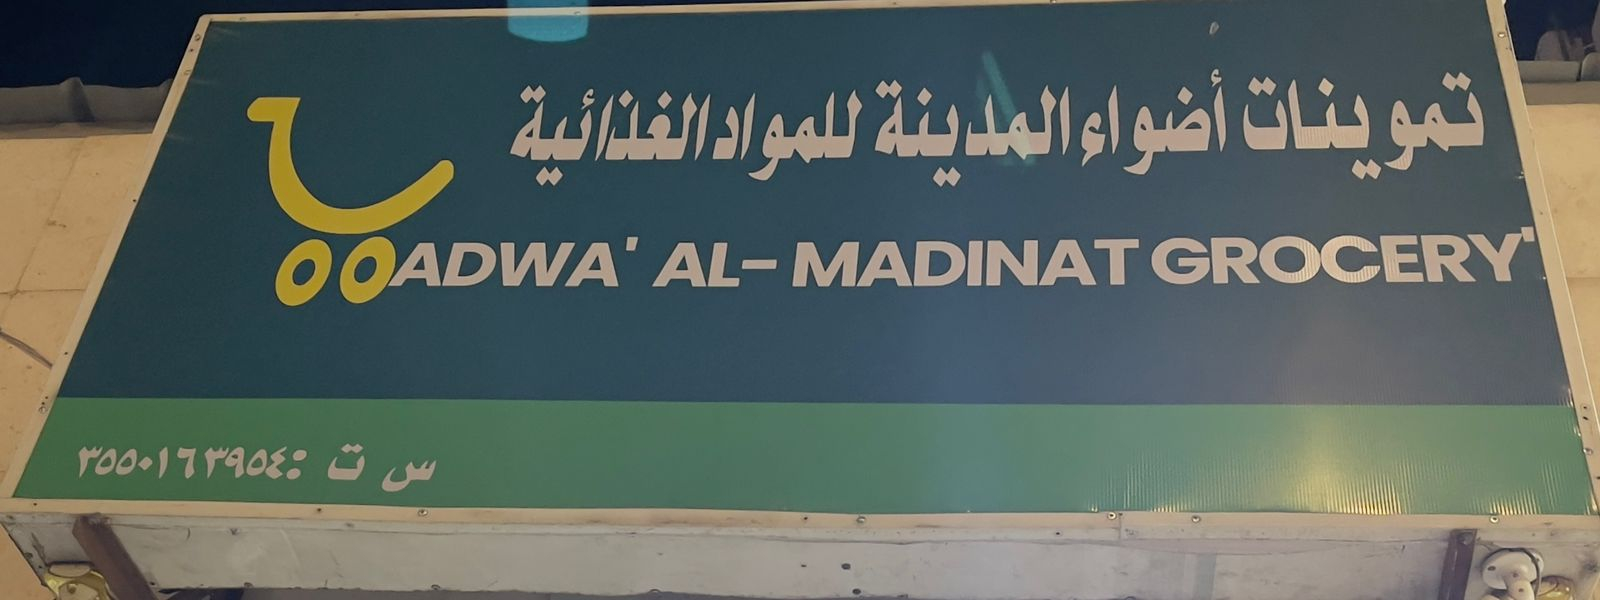 تموينات أضواء المدينة للمواد الغذائية
ADWA' AL- MADINAT GROCERY'
س ت :٣٥٥٠١٦٣٩٥٤